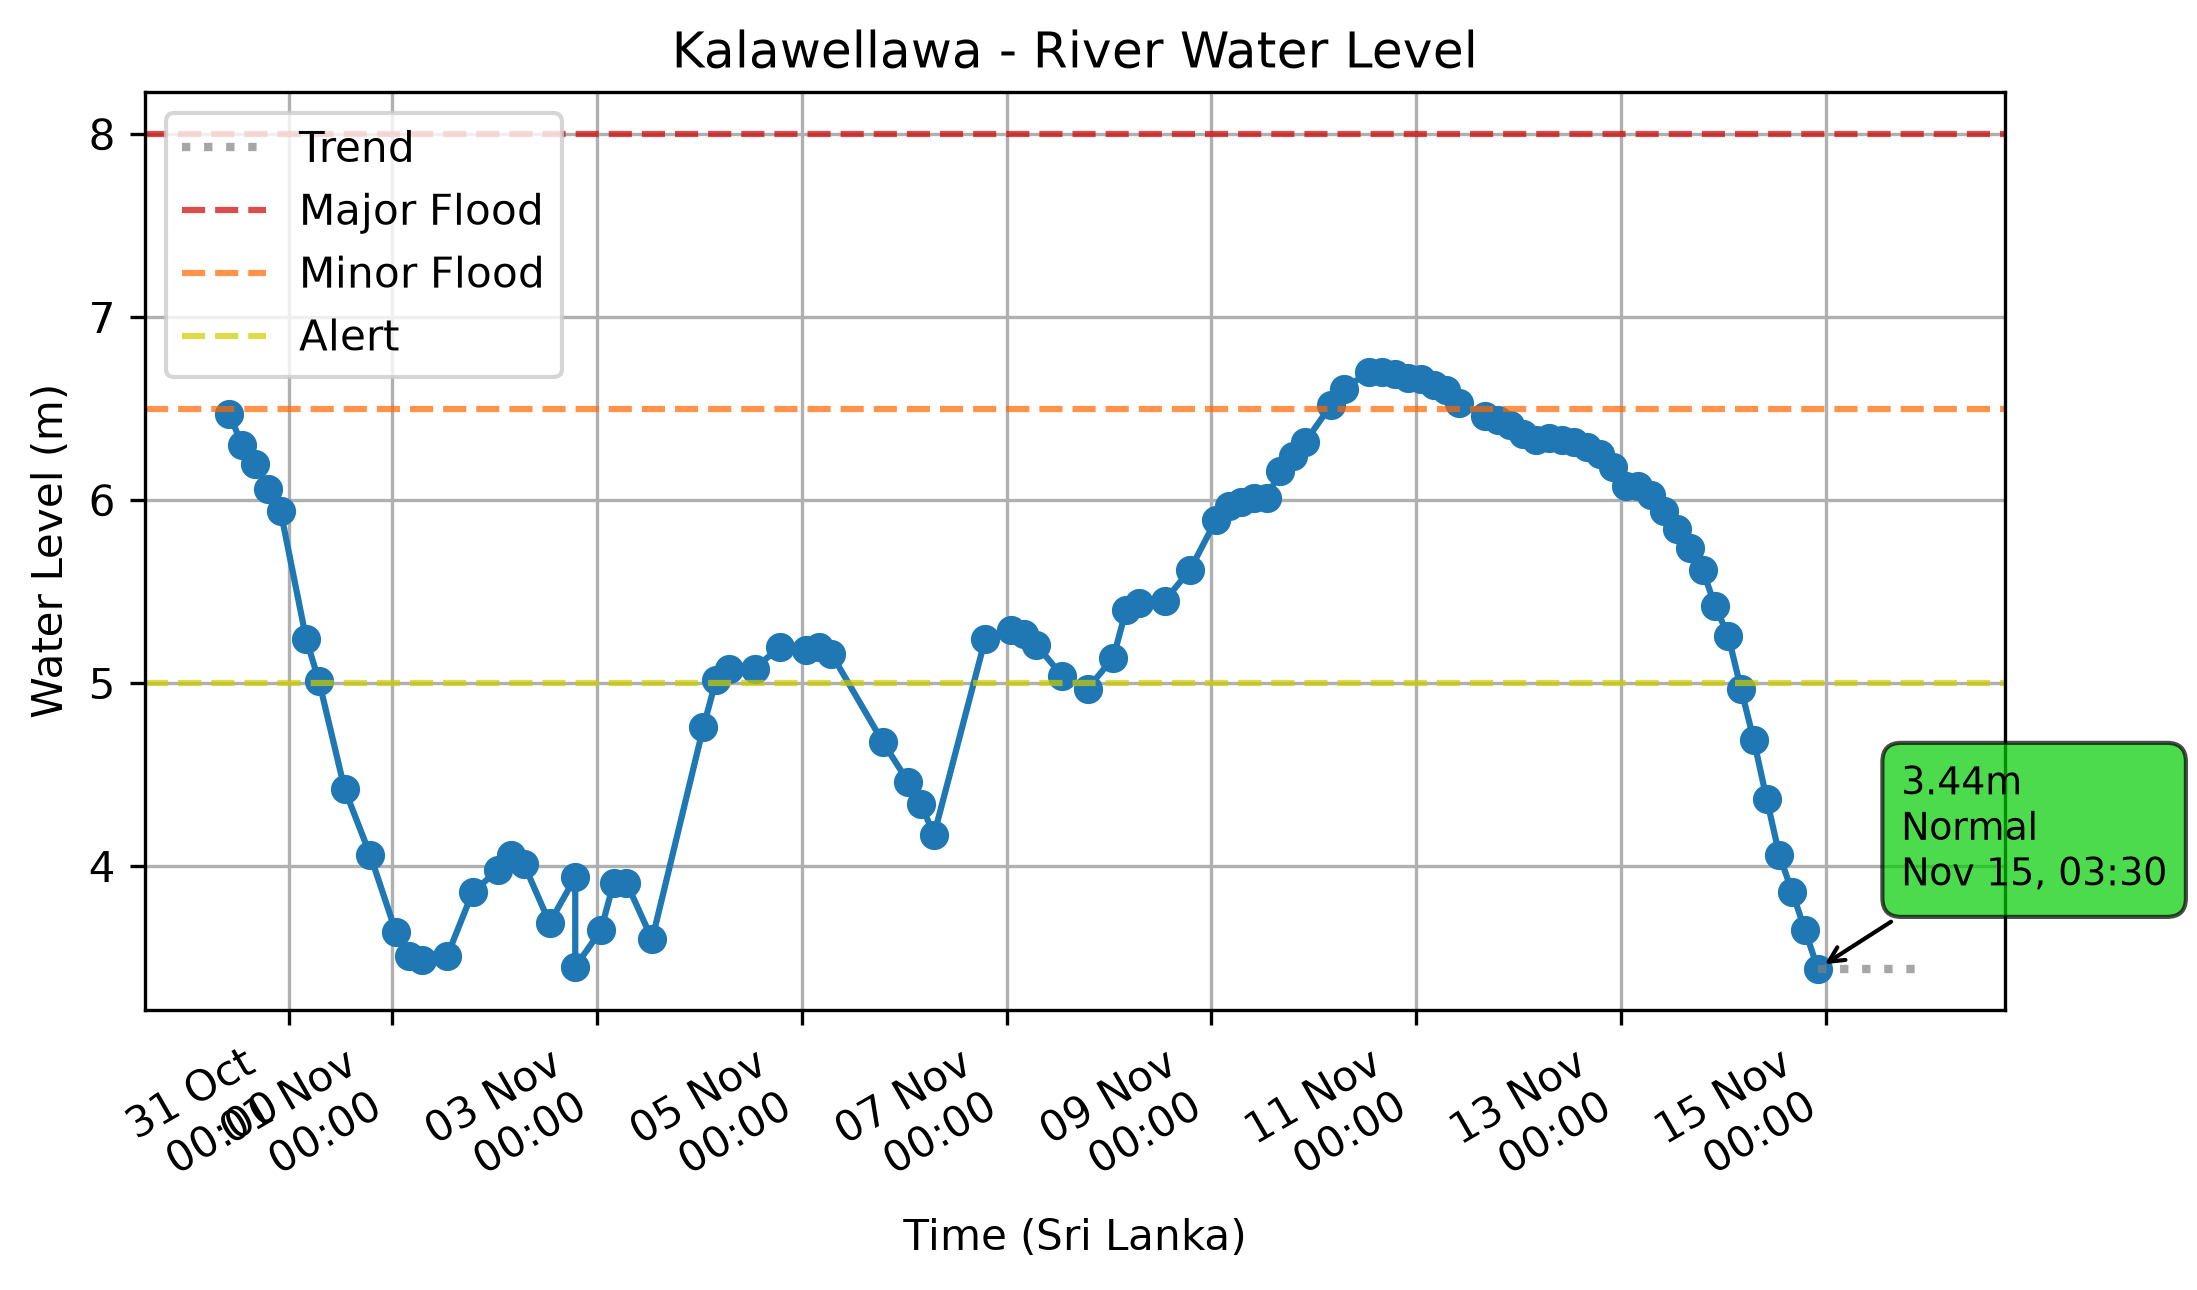 Kalawellawa - River Water Level
Trend
Major Flood
Minor Flood
Alert
Water Level (m)
8
7
6
5
4
3.44m
Normal
Nov 15, 03:30
31 Oct
00:00
01 Nov
00:00
03 Nov
00:00
05 Nov
00:00
07 Nov
00:00
09 Nov
00:00
11 Nov
00:00
13 Nov
00:00
15 Nov
00:00
Time (Sri Lanka)